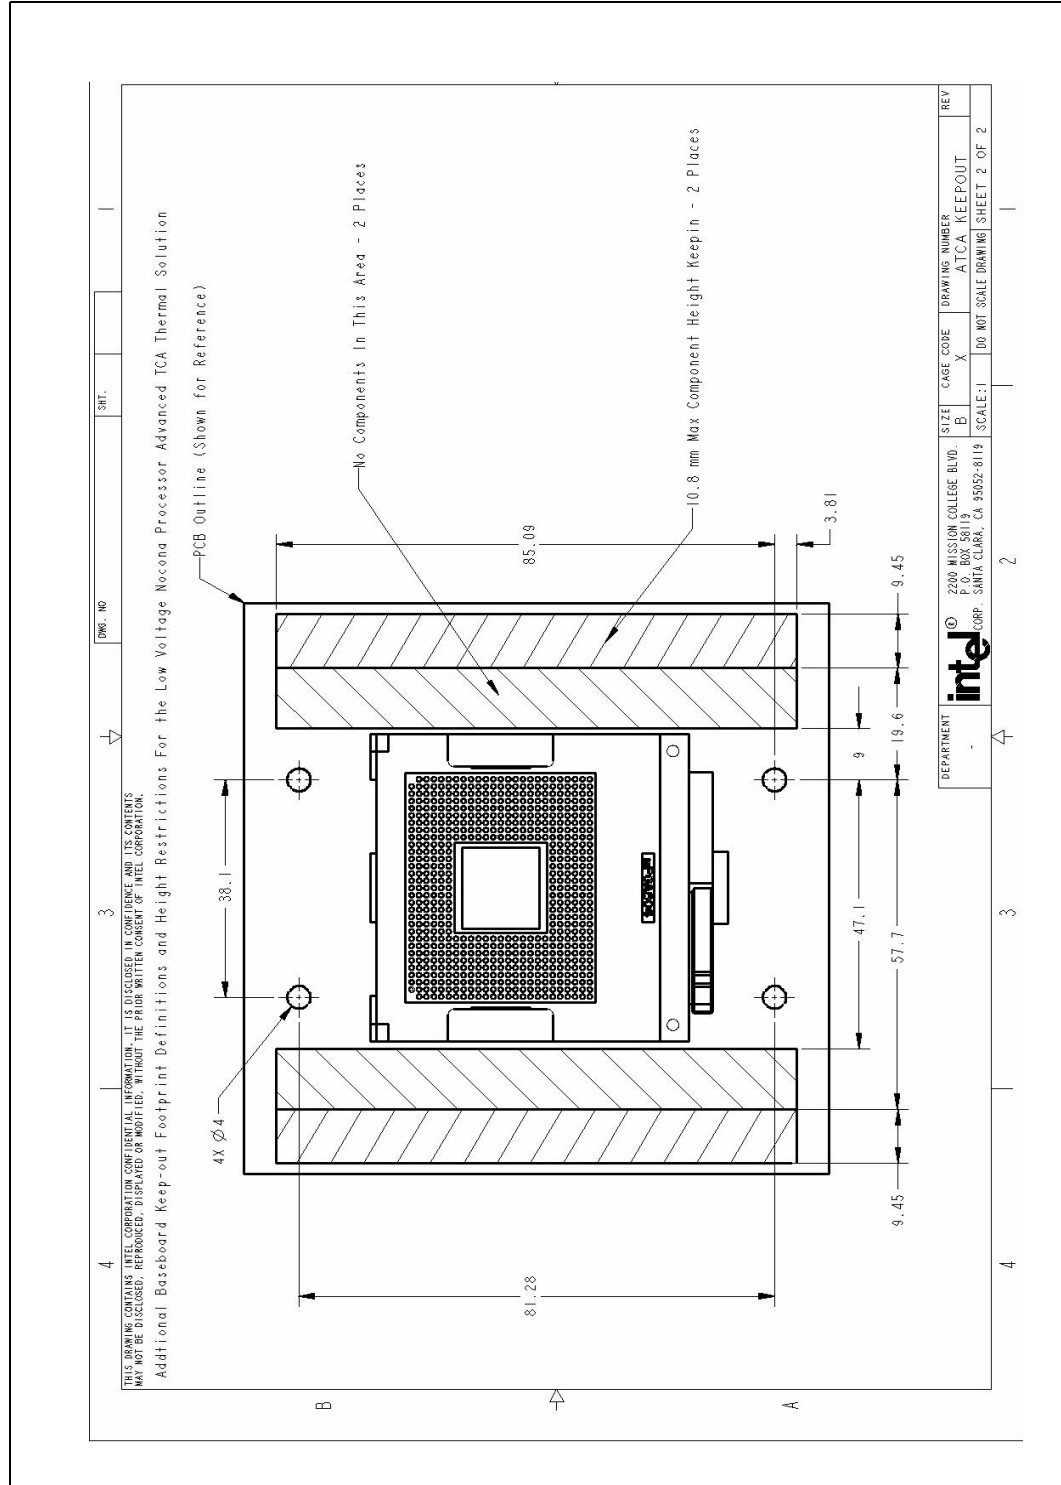 DWG. NO
SHT.
THIS DRAWING CONTAINS INTEL CORPORATION CONFIDENTIAL INFORMATION. IT IS DISCLOSED IN CONFIDENCE AND ITS CONTENTS
MAY NOT BE DISCLOSED, REPRODUCED, DISPLAYED OR MODIFIED, WITHOUT THE PRIOR WRITTEN CONSENT OF INTEL CORPORATION.
Addtional Baseboard Keep-out Footprint Definitions and Height Restrictions For the Low Voltage Nocona Processor Advanced TCA Thermal Solution
4
3
B
PCB Outline (Shown for Reference)
4X Ø4
38.1
No Components In This Area - 2 Places
81.28
85.09
10.8 mm Max Component Height Keepin - 2 Places
3.81
9
47.1
9.45
57.7
19.6
9.45
A
DEPARTMENT
-
intel ®
CORP.
2200 MISSION COLLEGE BLVD.
P.O. BOX 58119
SANTA CLARA, CA 95052-8119
SIZE
B
CAGE CODE
X
DRAWING NUMBER
ATCA KEEPOUT
REV
SCALE:1
DO NOT SCALE DRAWING
SHEET 2 OF 2
4
3
2